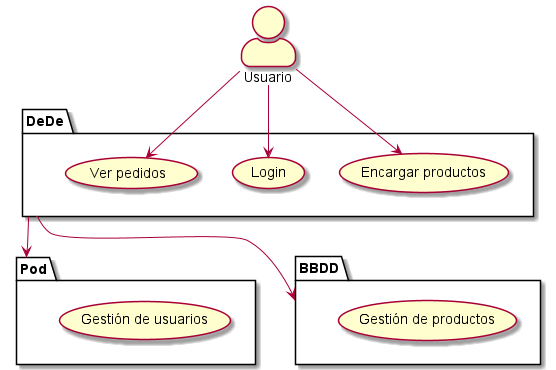 Usuario
DeDe
Ver pedidos
Login
Encargar productos
Pod
Gestión de usuarios
BBDD
Gestión de productos